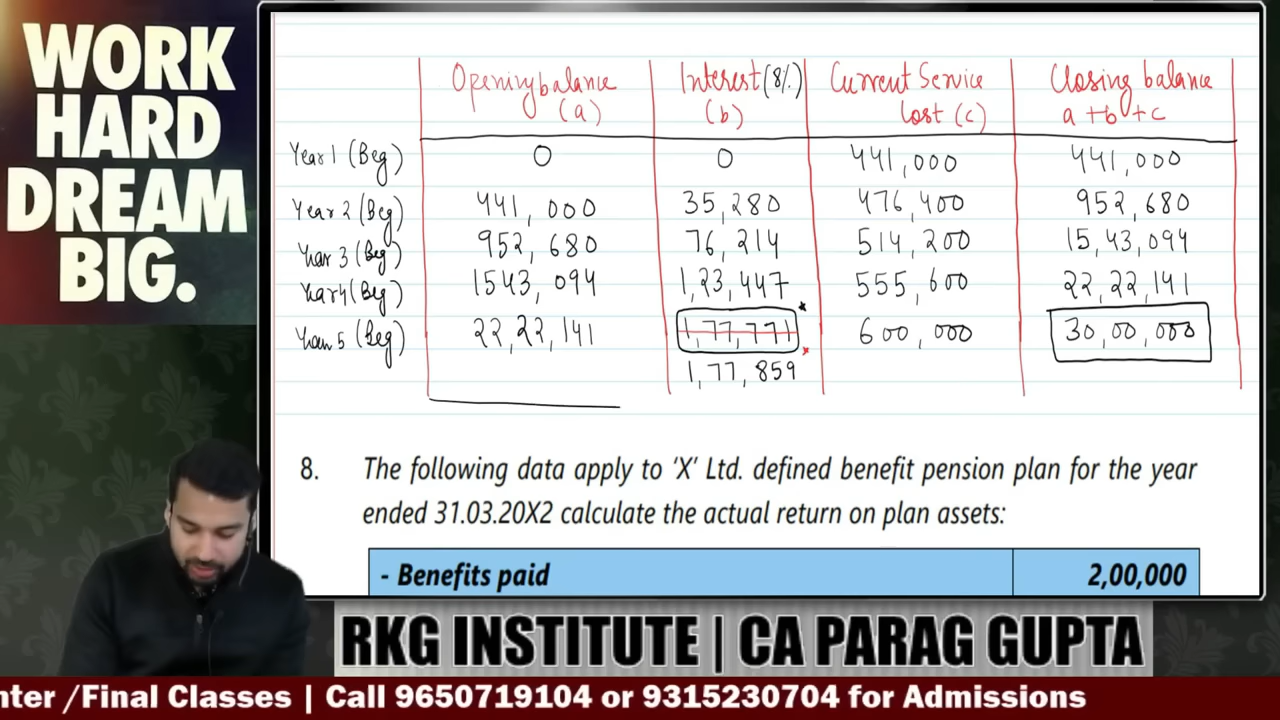 WORK
HARD
DREAM
BIG.
Opening balance (a) Interest (8%) (b) Current Service Cost (c) Closing balance a + b + c
Year 1 (Beg) 0 0 441,000 441,000
Year 2 (Beg) 441,000 35,280 476,400 952,680
Year 3 (Beg) 952,680 76,214 514,200 15,43,094
Year 4 (Beg) 1543,094 1,23,447 555,600 22,22,141
Year 5 (Beg) 22,22,141 1,77,771 * 600,000 30,00,000
1,77,859
8. The following data apply to ‘X’ Ltd. defined benefit pension plan for the year
ended 31.03.20X2 calculate the actual return on plan assets:
- Benefits paid 2,00,000
RKG INSTITUTE | CA PARAG GUPTA
nter /Final Classes | Call 9650719104 or 9315230704 for Admissions